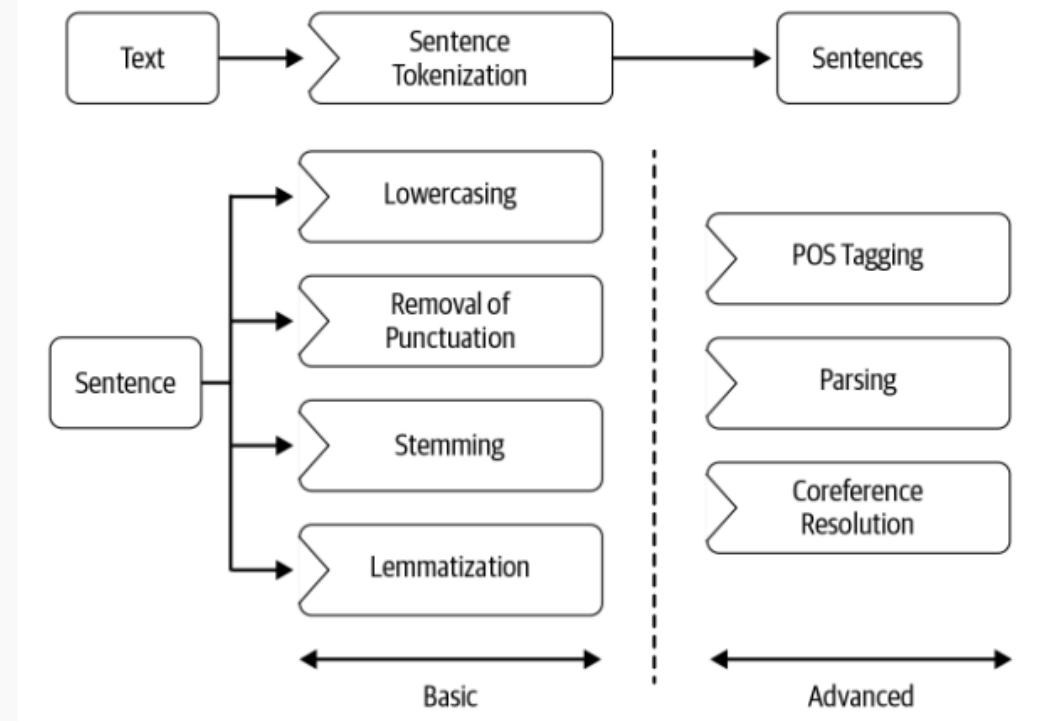 Text
Sentence
Tokenization
Sentences
Lowercasing
Removal of
Punctuation
Stemming
Lemmatization
Sentence
POS Tagging
Parsing
Coreference
Resolution
Basic
Advanced